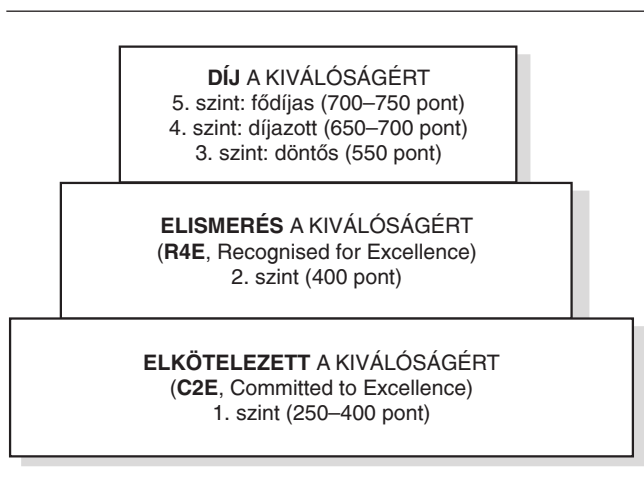 DÍJ A KIVÁLÓSÁGÉRT
5. szint: fődíjas (700–750 pont)
4. szint: díjazott (650–700 pont)
3. szint: döntős (550 pont)
ELISMERÉS A KIVÁLÓSÁGÉRT
(R4E, Recognised for Excellence)
2. szint (400 pont)
ELKÖTELEZETT A KIVÁLÓSÁGÉRT
(C2E, Committed to Excellence)
1. szint (250–400 pont)